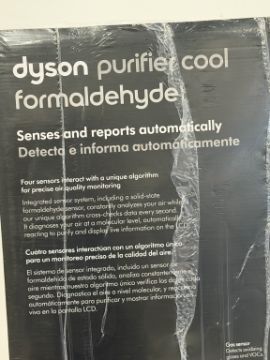 dyson purifier cool
formaldehyde
Senses and reports automatically
Detecta e informa automáticamente
Four sensors interact with a unique algorithm
for precise air quality monitoring
Integrated sensor system, including a solid-state
formaldehyde sensor, constantly analyzes your air while
our unique algorithm cross-checks data every second.
It diagnoses your air at a molecular level, automatically
reacting to purify and display live information on the LCD
Cuatro sensores interactúan con un algoritmo único
para un monitoreo preciso de la calidad del aire
El sistema de sensor integrado, incluido un sensor de
formaldehído de estado sólido, analiza constantemente
aire mientras nuestro algoritmo único verifica los datos cada
segundo. Diagnostica el aire a nivel molecular, y reacciona
automáticamente para purificar y mostrar información
viva en la pantalla LCD.
Gas sensor
Detects
and VOCs